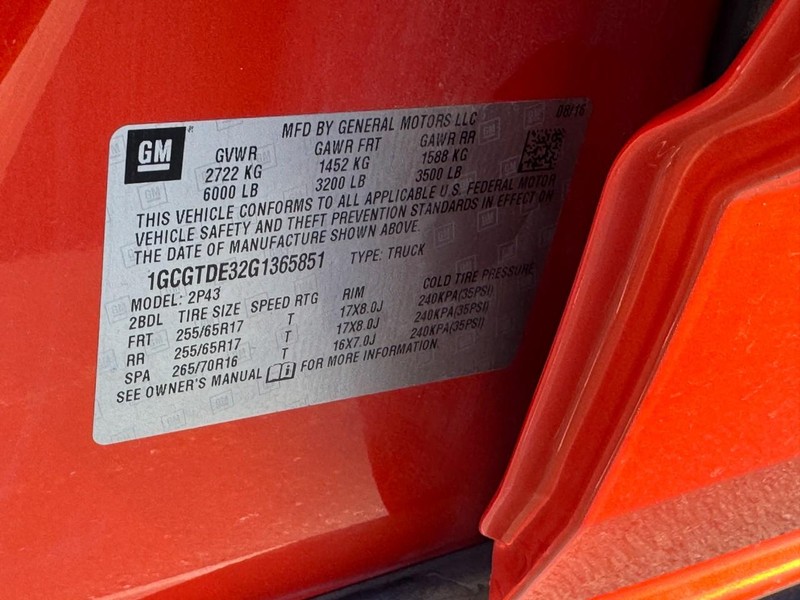 GM
MFD BY GENERAL MOTORS LLC 08/16
GVWR GAWR FRT GAWR RR
2722 KG 1452 KG 1588 KG
6000 LB 3200 LB 3500 LB
THIS VEHICLE CONFORMS TO ALL APPLICABLE U.S. FEDERAL MOTOR
VEHICLE SAFETY AND THEFT PREVENTION STANDARDS IN EFFECT ON
THE DATE OF MANUFACTURE SHOWN ABOVE.
1GCGTDE32G1365851 TYPE: TRUCK
MODEL: 2P43
2BDL TIRE SIZE SPEED RTG RIM COLD TIRE PRESSURE
FRT 255/65R17 T 17X8.0J 240KPA(35PSI)
RR 255/65R17 T 17X8.0J 240KPA(35PSI)
SPA 265/70R16 T 16X7.0J 240KPA(35PSI)
SEE OWNER'S MANUAL FOR MORE INFORMATION.